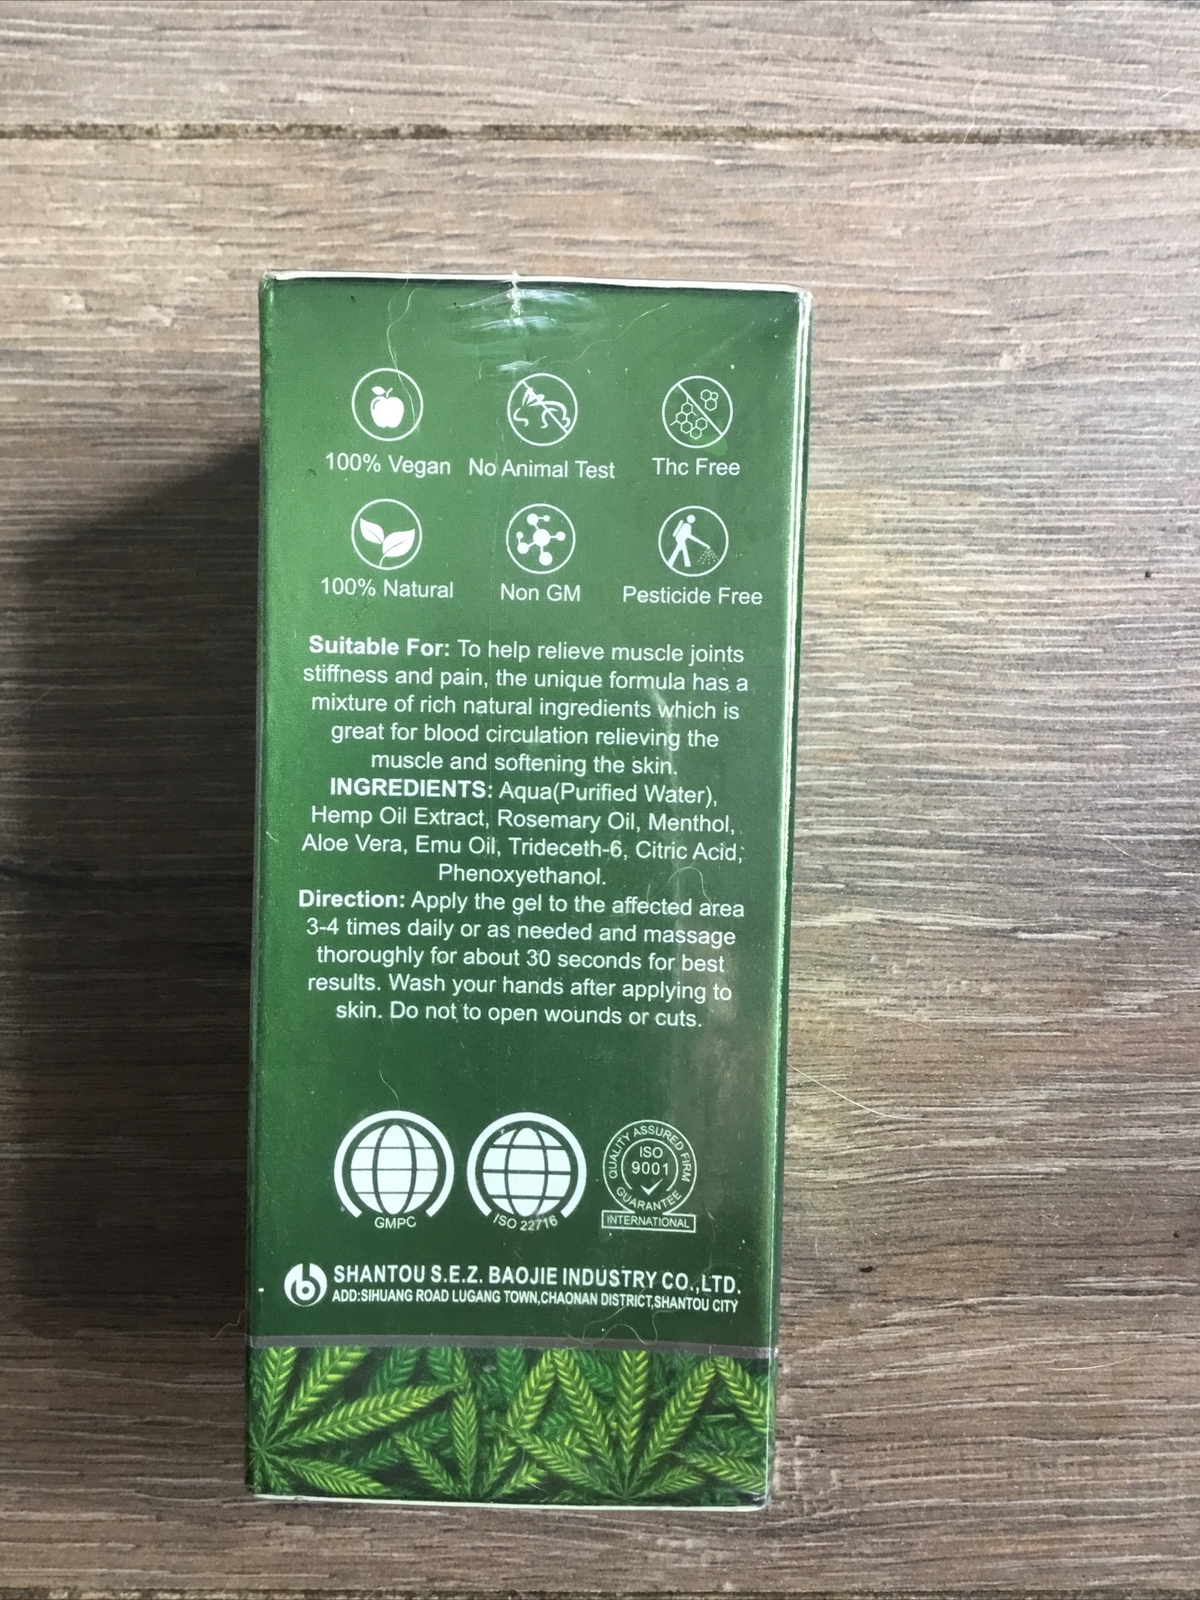 100% Vegan No Animal Test Thc Free
100% Natural Non GM Pesticide Free
Suitable For: To help relieve muscle joints
stiffness and pain, the unique formula has a
mixture of rich natural ingredients which is
great for blood circulation relieving the
muscle and softening the skin.
INGREDIENTS: Aqua(Purified Water),
Hemp Oil Extract, Rosemary Oil, Menthol,
Aloe Vera, Emu Oil, Trideceth-6, Citric Acid,
Phenoxyethanol.
Direction: Apply the gel to the affected area
3-4 times daily or as needed and massage
thoroughly for about 30 seconds for best
results. Wash your hands after applying to
skin. Do not to open wounds or cuts.
GMPC
ISO 22716
QUALITY ASSURED FIRM
ISO
9001
GUARANTEE
INTERNATIONAL
SHANTOU S.E.Z. BAOJIE INDUSTRY CO.,LTD.
ADD:SIHUANG ROAD LUGANG TOWN,CHAONAN DISTRICT,SHANTOU CITY